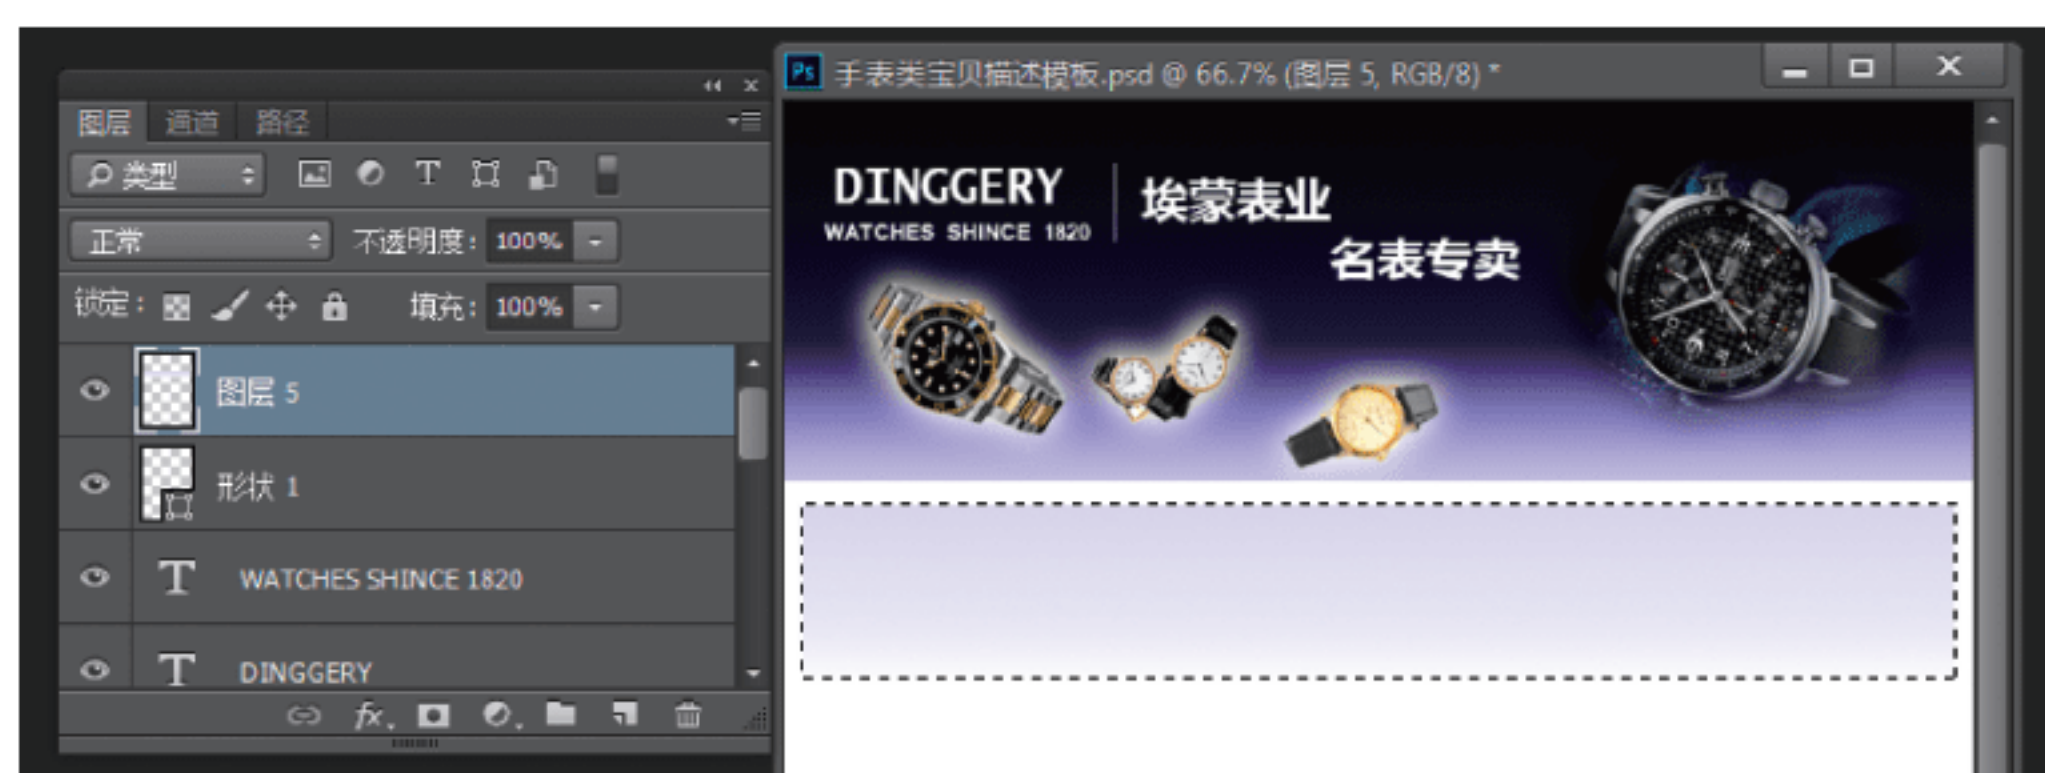 图层 通道 路径
类型
正常 不透明度: 100%
锁定: 填充: 100%
图层 5
形状 1
T WATCHES SHINCE 1820
T DINGGERY
fx
Ps 手表类宝贝描述模板.psd @ 66.7% (图层 5, RGB/8) *
DINGGERY
WATCHES SHINCE 1820
埃蒙表业
名表专卖